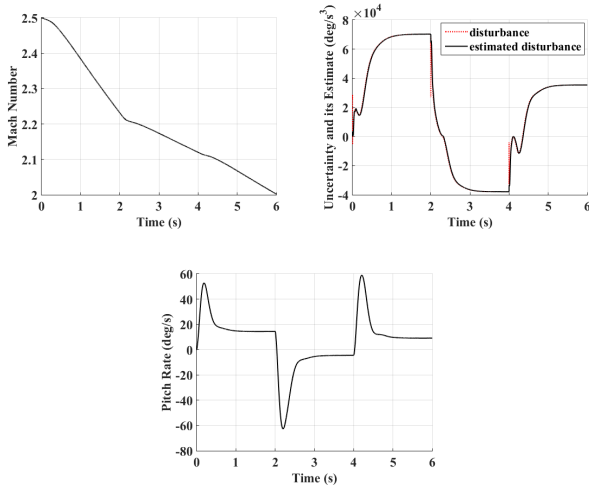 Mach Number
2.5
2.4
2.3
2.2
2.1
2
0 1 2 3 4 5 6
Time (s)
Uncertainty and its Estimate (deg/s³)
×10⁴
8
6
4
2
0
-2
-4
disturbance
estimated disturbance
0 1 2 3 4 5 6
Time (s)
Pitch Rate (deg/s)
60
40
20
0
-20
-40
-60
-80
0 1 2 3 4 5 6
Time (s)